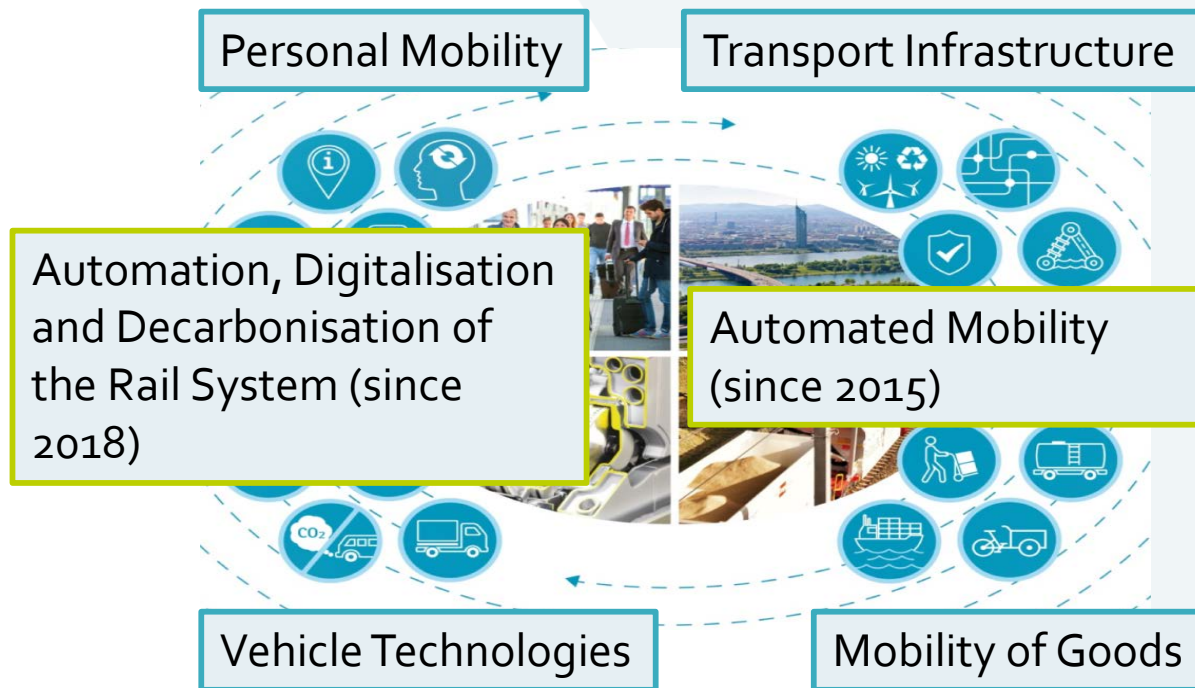 Personal Mobility
Transport Infrastructure
i
Automation, Digitalisation
and Decarbonisation of
the Rail System (since
2018)
Automated Mobility
(since 2015)
CO₂
Vehicle Technologies
Mobility of Goods